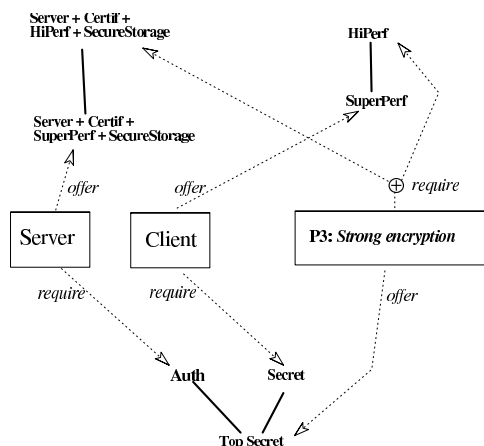 Server + Certif +
HiPerf + SecureStorage
HiPerf
SuperPerf
Server + Certif +
SuperPerf + SecureStorage
offer
offer
⊕ require
Server
Client
P3: Strong encryption
require
require
offer
Auth
Secret
Top Secret